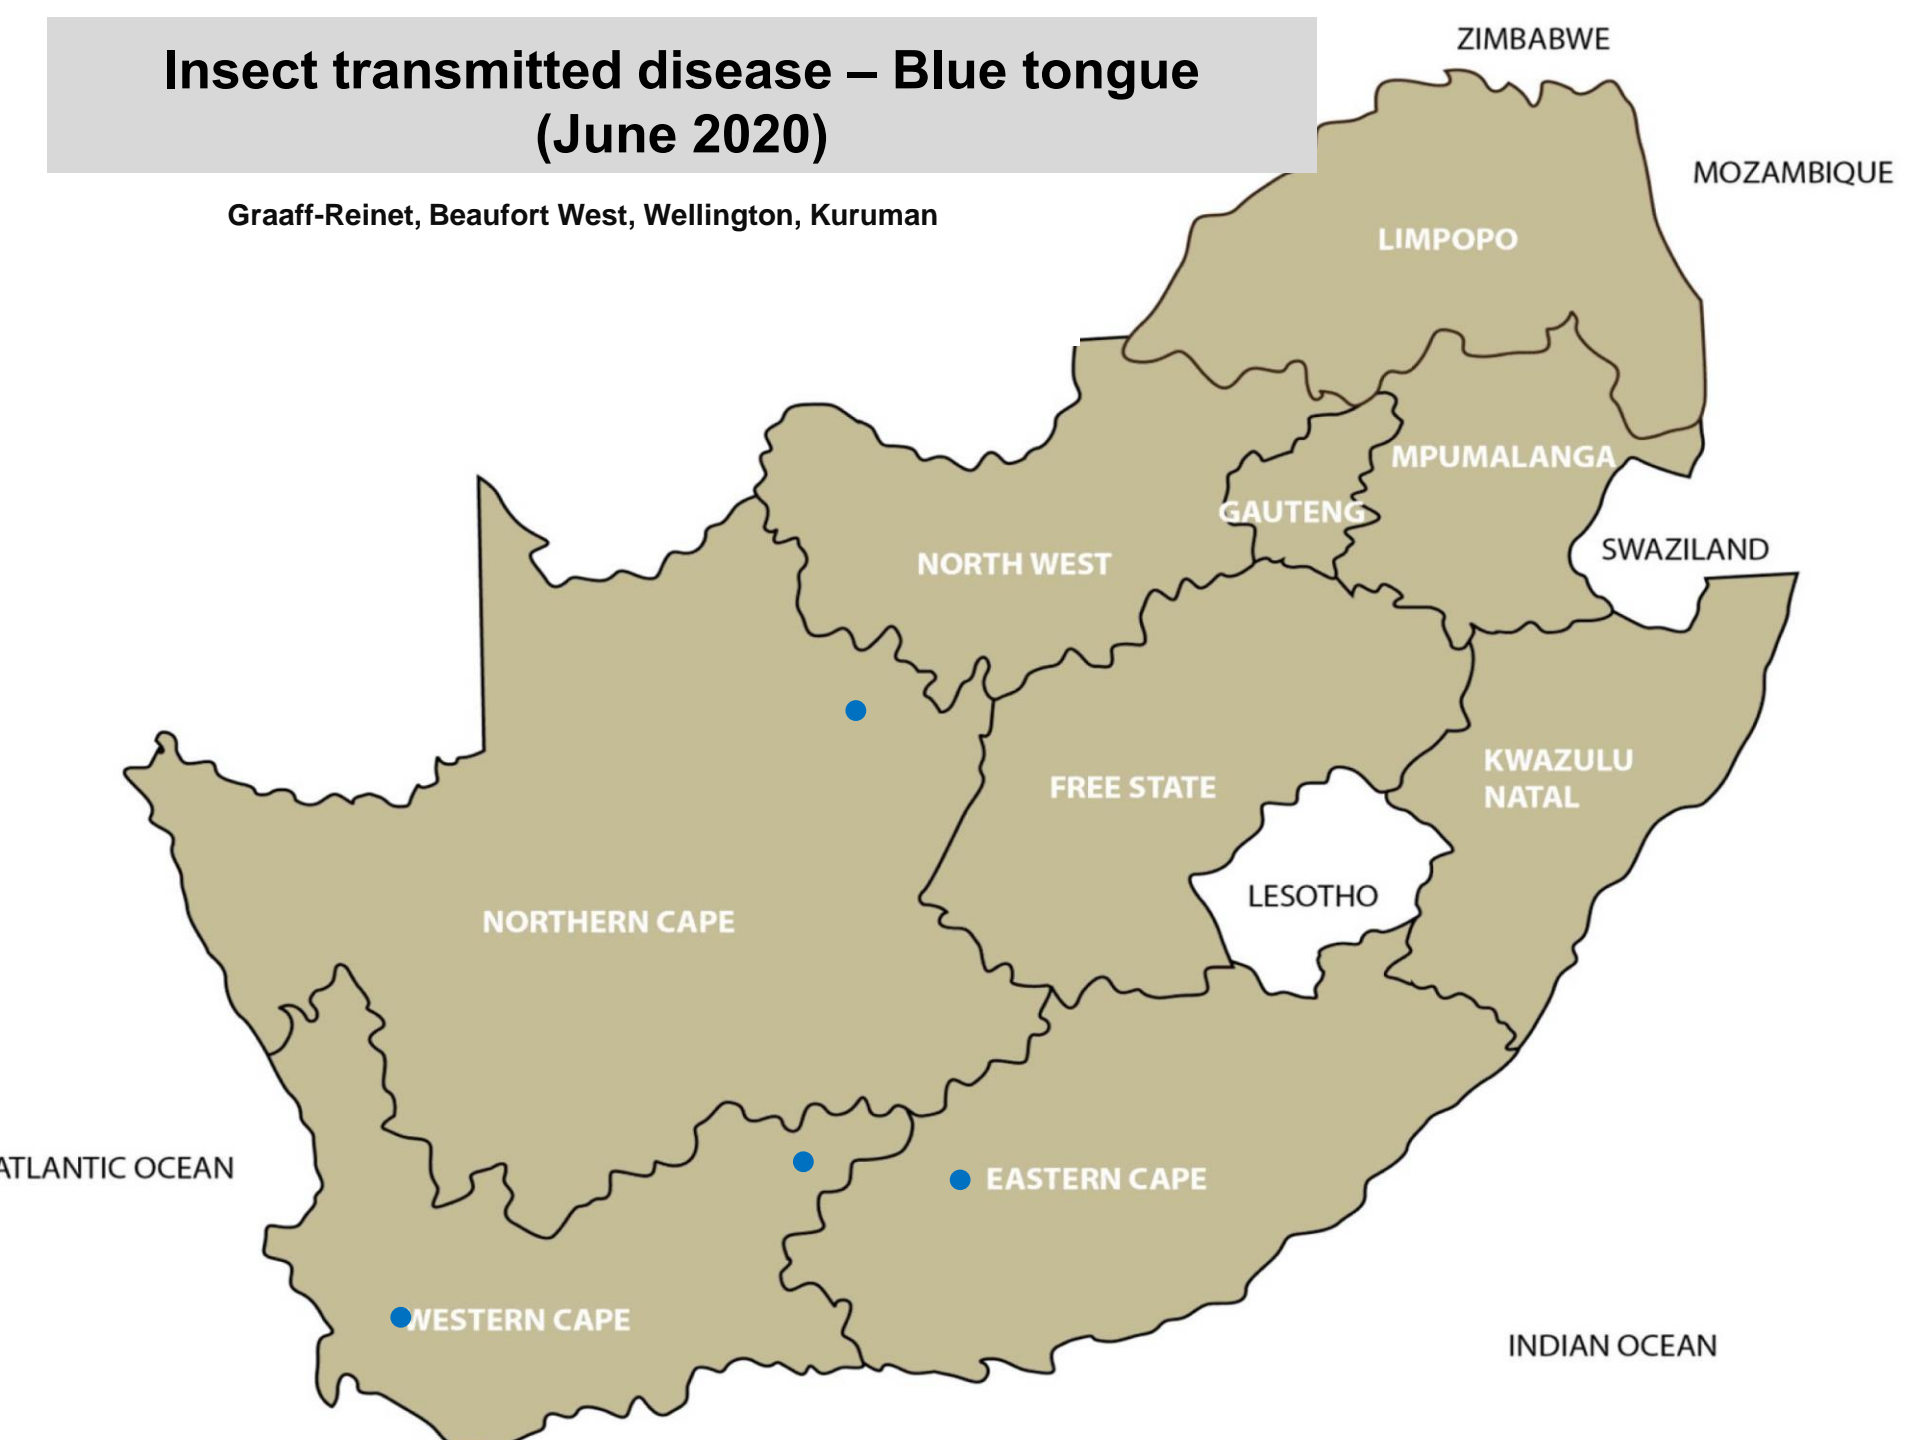 Insect transmitted disease – Blue tongue
(June 2020)
Graaff-Reinet, Beaufort West, Wellington, Kuruman
ZIMBABWE
MOZAMBIQUE
LIMPOPO
MPUMALANGA
GAUTENG
SWAZILAND
NORTH WEST
KWAZULU
NATAL
FREE STATE
LESOTHO
NORTHERN CAPE
ATLANTIC OCEAN
EASTERN CAPE
WESTERN CAPE
INDIAN OCEAN